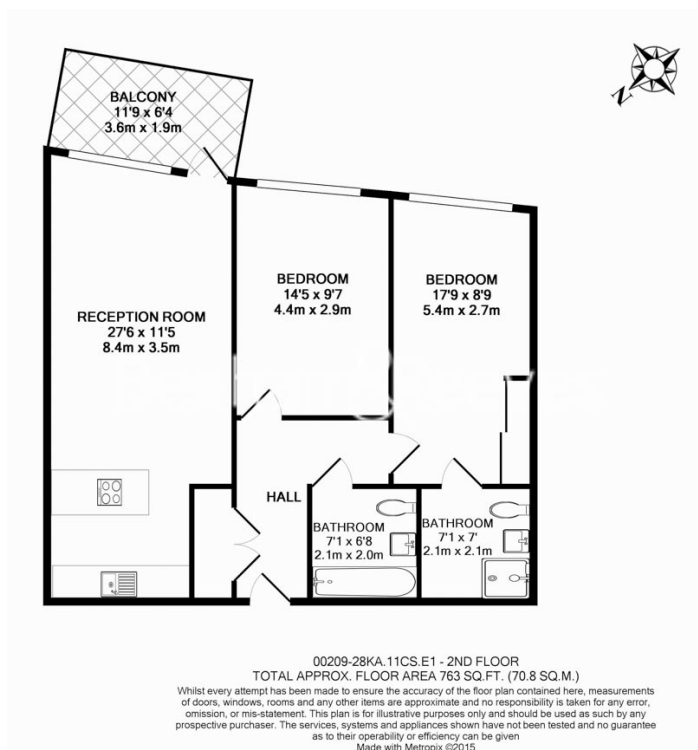 BALCONY
11'9 x 6'4
3.6m x 1.9m
N
BEDROOM
14'5 x 9'7
4.4m x 2.9m
BEDROOM
17'9 x 8'9
5.4m x 2.7m
RECEPTION ROOM
27'6 x 11'5
8.4m x 3.5m
HALL
BATHROOM
7'1 x 6'8
2.1m x 2.0m
BATHROOM
7'1 x 7'
2.1m x 2.1m
00209-28KA.11CS.E1 - 2ND FLOOR
TOTAL APPROX. FLOOR AREA 763 SQ.FT. (70.8 SQ.M.)
Whilst every attempt has been made to ensure the accuracy of the floor plan contained here, measurements
of doors, windows, rooms and any other items are approximate and no responsibility is taken for any error,
omission, or mis-statement. This plan is for illustrative purposes only and should be used as such by any
prospective purchaser. The services, systems and appliances shown have not been tested and no guarantee
as to their operability or efficiency can be given
Made with Metropix ©2015